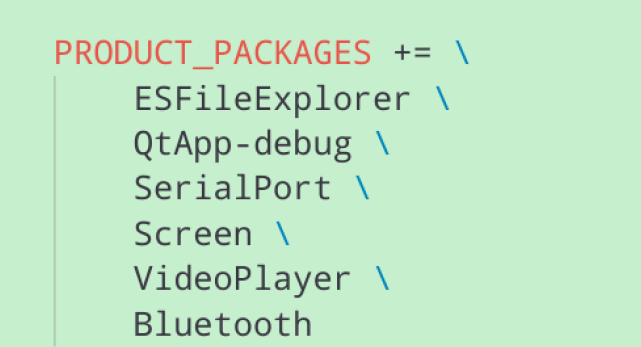 PRODUCT_PACKAGES += \
ESFileExplorer \
QtApp-debug \
SerialPort \
Screen \
VideoPlayer \
Bluetooth